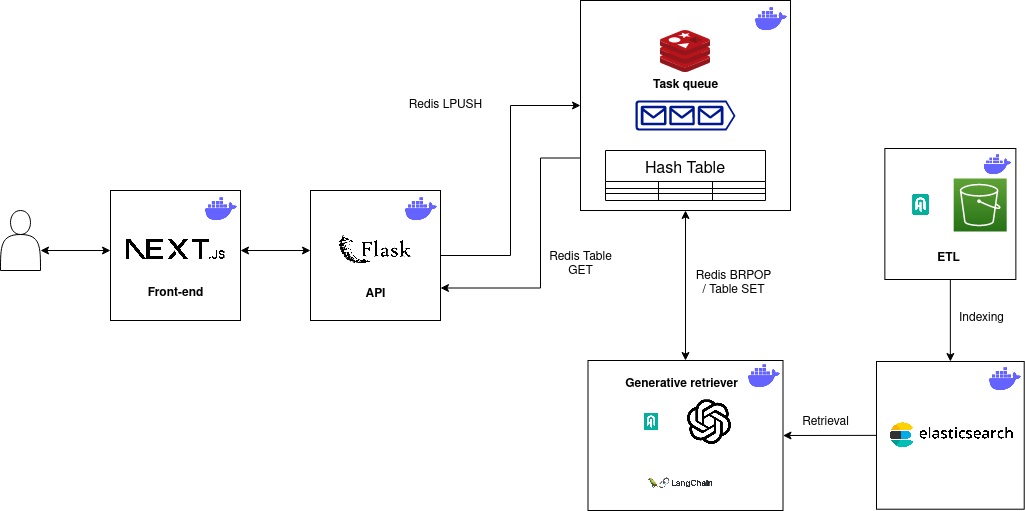 Redis LPUSH
Task queue
Hash Table
NEXT.JS
Front-end
Flask
API
Redis Table
GET
Redis BRPOP
/ Table SET
ETL
Indexing
Generative retriever
LangChain
Retrieval
elasticsearch